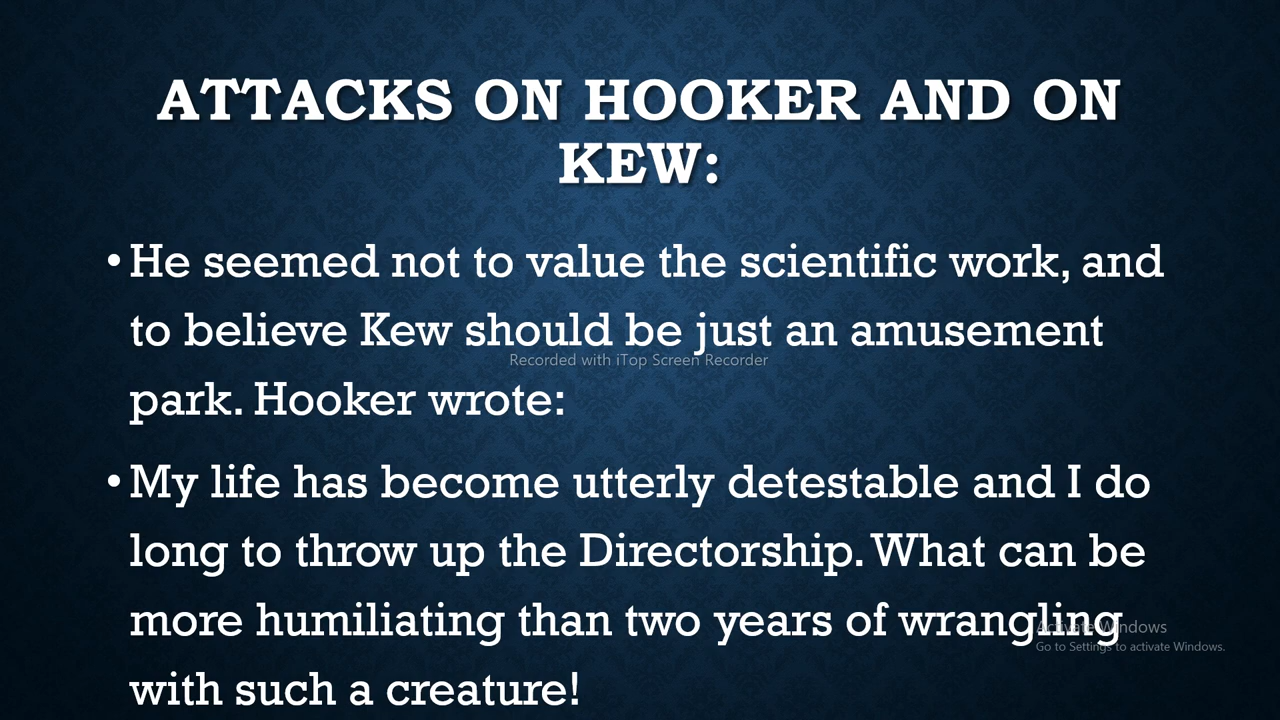 ATTACKS ON HOOKER AND ON
KEW:
• He seemed not to value the scientific work, and
to believe Kew should be just an amusement
Recorded with iTop Screen Recorder
park. Hooker wrote:
• My life has become utterly detestable and I do
long to throw up the Directorship. What can be
more humiliating than two years of wrangling
Activate Windows
Go to Settings to activate Windows.
with such a creature!